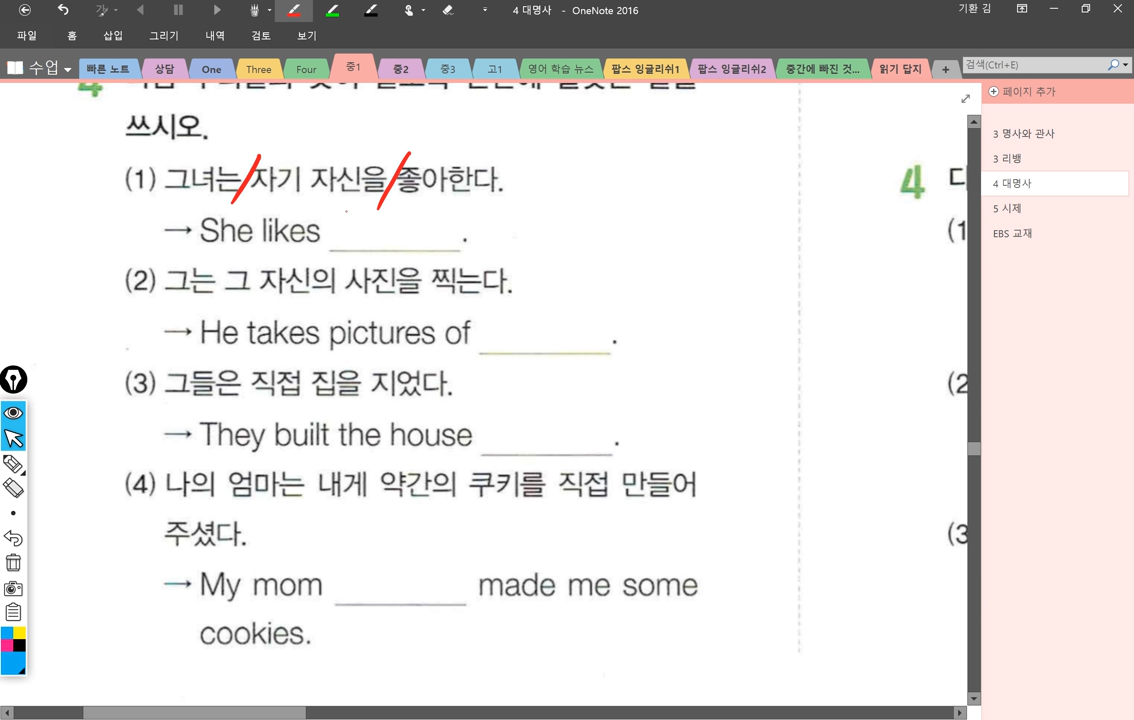 4 대명사 - OneNote 2016
기환 김
파일 홈 삽입 그리기 내역 검토 보기
수업 빠른 노트 상담 One Three Four 중1 중2 중3 고1 영어 학습 뉴스 팝스 잉글리쉬1 팝스 잉글리쉬2 중간에 빠진 것... 읽기 답지 +
검색(Ctrl+E)
페이지 추가
3 명사와 관사
3 리뱅
4 대명사
5 시제
EBS 교재
4
쓰시오.
(1) 그녀는 자기 자신을 좋아한다.
→ She likes ________.
(2) 그는 그 자신의 사진을 찍는다.
→ He takes pictures of ________.
(3) 그들은 직접 집을 지었다.
→ They built the house ________.
(4) 나의 엄마는 내게 약간의 쿠키를 직접 만들어
주셨다.
→ My mom ________ made me some
cookies.
4
(1
(2
(3